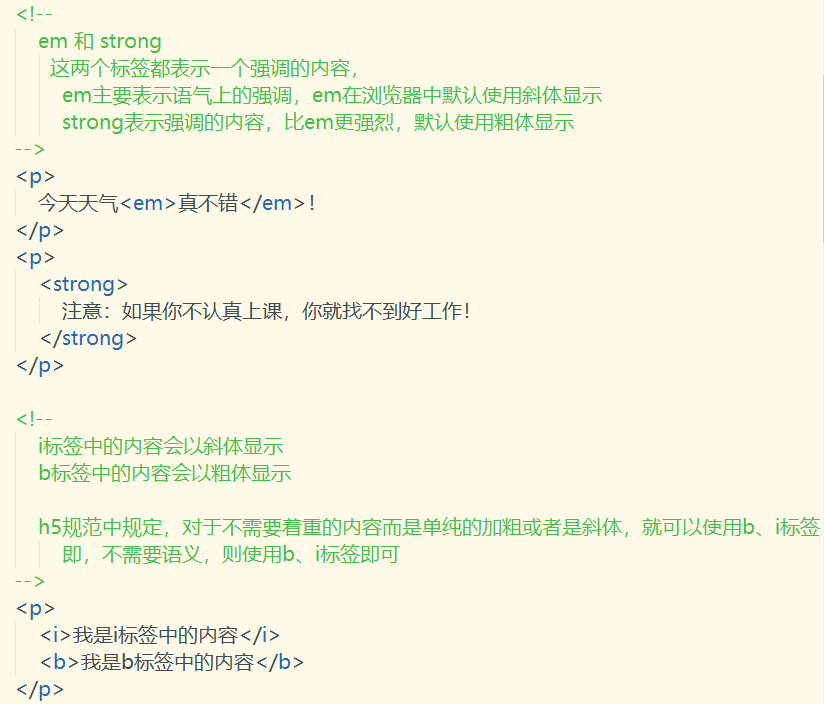 <!--
em 和 strong
这两个标签都表示一个强调的内容，
em主要表示语气上的强调，em在浏览器中默认使用斜体显示
strong表示强调的内容，比em更强烈，默认使用粗体显示
-->
<p>
今天天气<em>真不错</em>！
</p>
<p>
<strong>
注意：如果你不认真上课，你就找不到好工作！
</strong>
</p>
<!--
i标签中的内容会以斜体显示
b标签中的内容会以粗体显示
h5规范中规定，对于不需要着重的内容而是单纯的加粗或者是斜体，就可以使用b、i标签
即，不需要语义，则使用b、i标签即可
-->
<p>
<i>我是i标签中的内容</i>
<b>我是b标签中的内容</b>
</p>